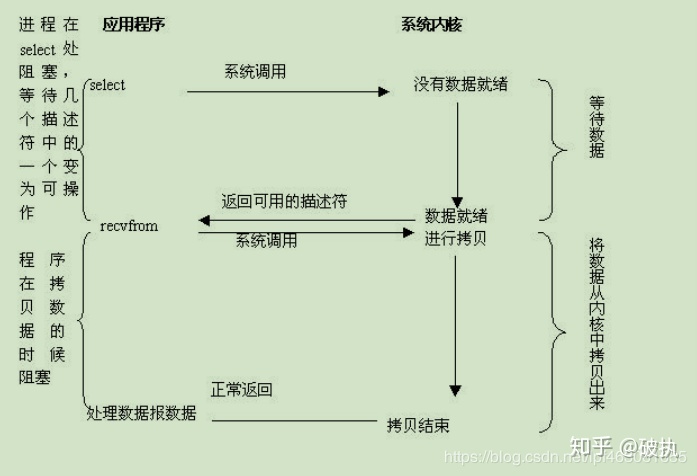 进程在
select处
阻塞，
等待几
个描述
符中的
一个变
为可操
作
应用程序
系统内核
select
系统调用
没有数据就绪
等待数据
返回可用的描述符
数据就绪
recvfrom
系统调用
进行拷贝
程序
在拷
贝数
据的
时候
阻塞
将数据从内核中拷贝出来
正常返回
处理数据报数据
拷贝结束
知乎 @破执